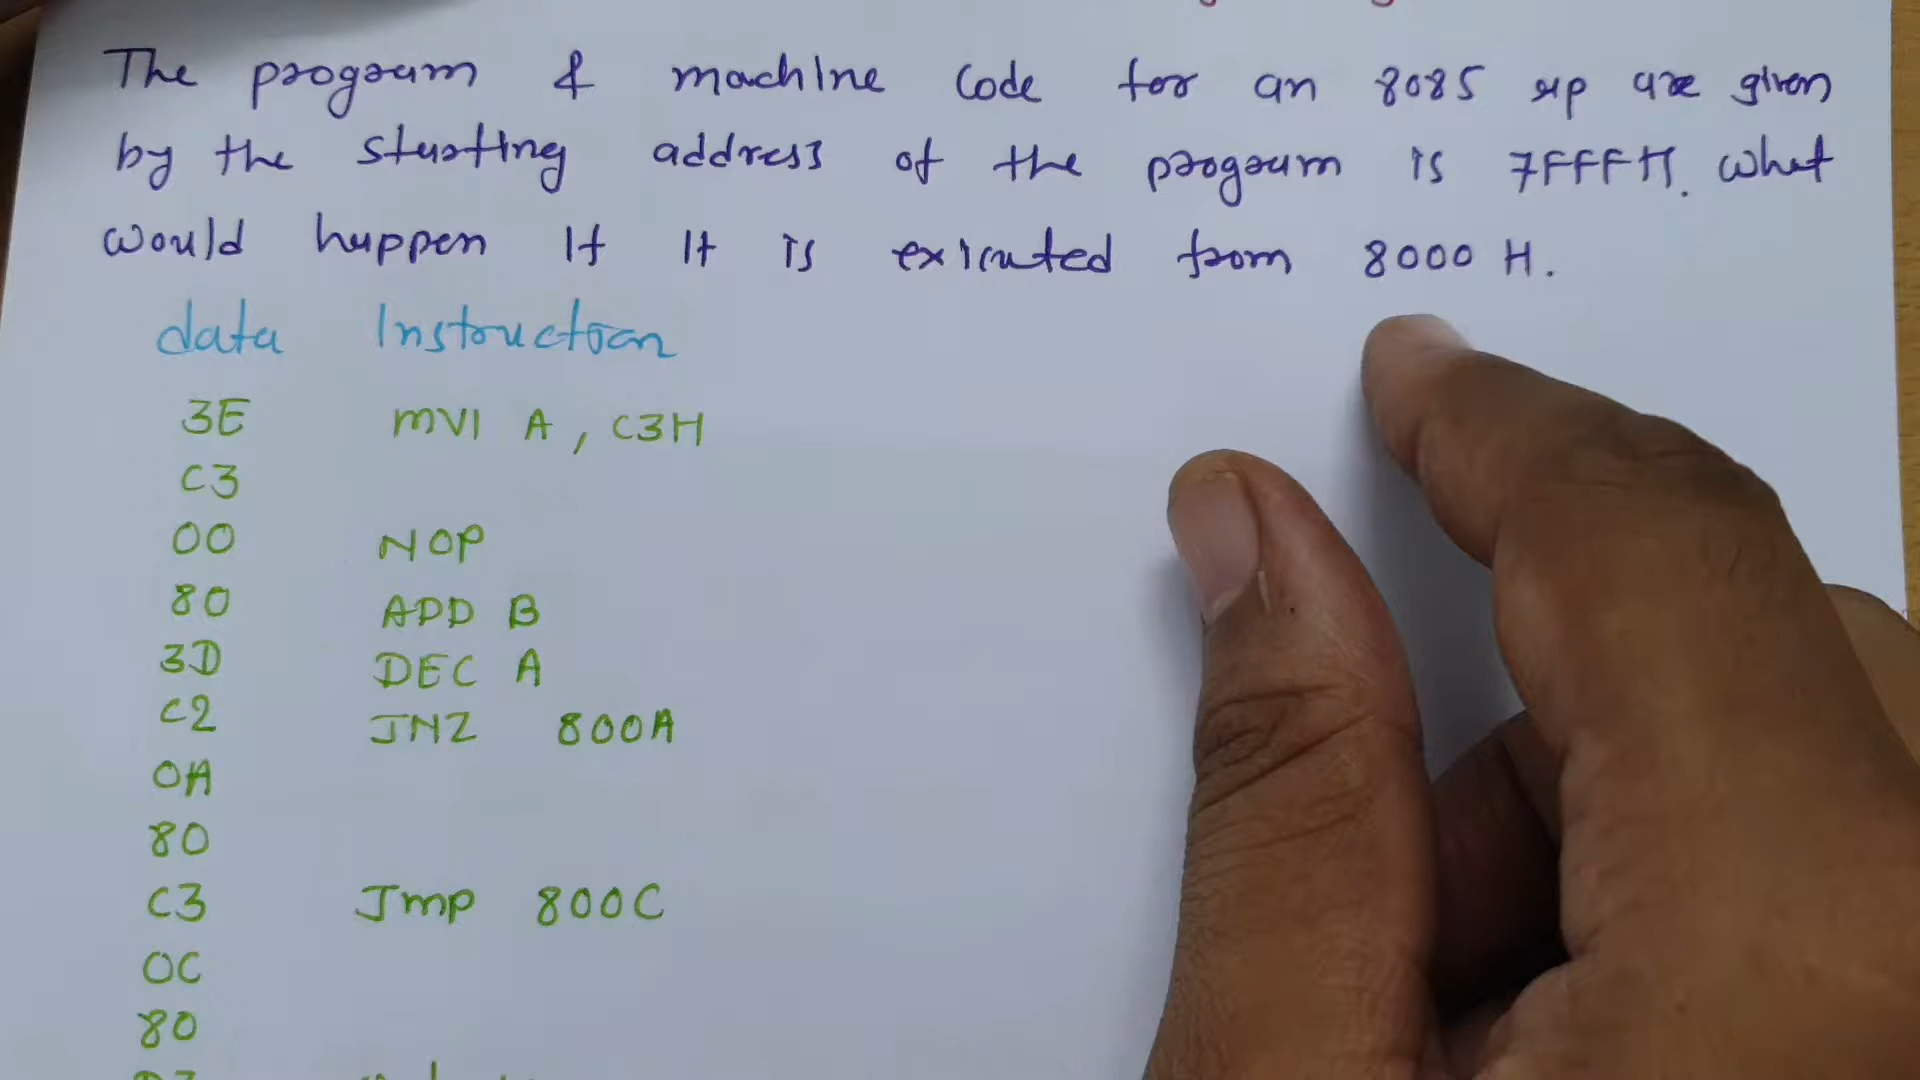 The program & machine code for an 8085 μp are given
by the starting address of the program is 7FFFH. what
would happen if it is exicuted from 8000 H.
data Instruction
3E MVI A, C3H
C3
00 NOP
80 ADD B
3D DEC A
C2 JNZ 800A
0A
80
C3 Jmp 800C
0C
80